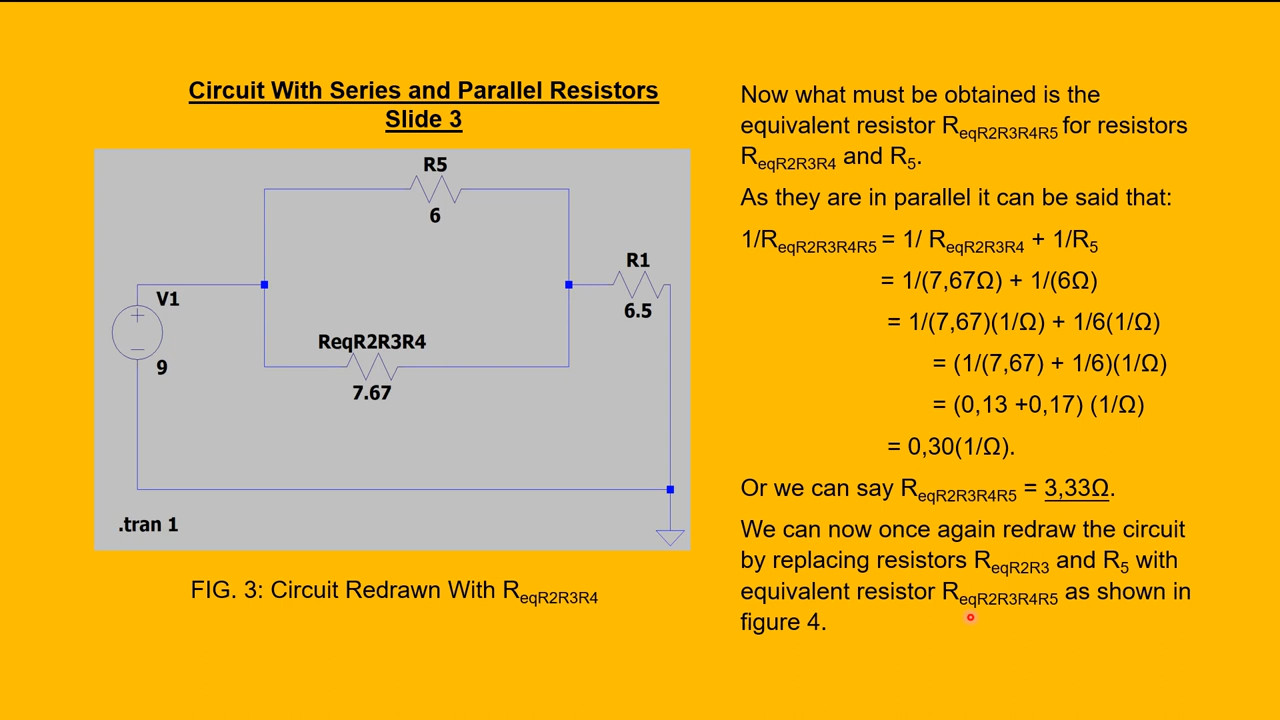 Circuit With Series and Parallel Resistors
Slide 3
R5
6
R1
6.5
V1
9
ReqR2R3R4
7.67
.tran 1
FIG. 3: Circuit Redrawn With ReqR2R3R4
Now what must be obtained is the
equivalent resistor ReqR2R3R4R5 for resistors
ReqR2R3R4 and R5.
As they are in parallel it can be said that:
1/ReqR2R3R4R5 = 1/ ReqR2R3R4 + 1/R5
= 1/(7,67Ω) + 1/(6Ω)
= 1/(7,67)(1/Ω) + 1/6(1/Ω)
= (1/(7,67) + 1/6)(1/Ω)
= (0,13 +0,17) (1/Ω)
= 0,30(1/Ω).
Or we can say ReqR2R3R4R5 = 3,33Ω.
We can now once again redraw the circuit
by replacing resistors ReqR2R3 and R5 with
equivalent resistor ReqR2R3R4R5 as shown in
figure 4.